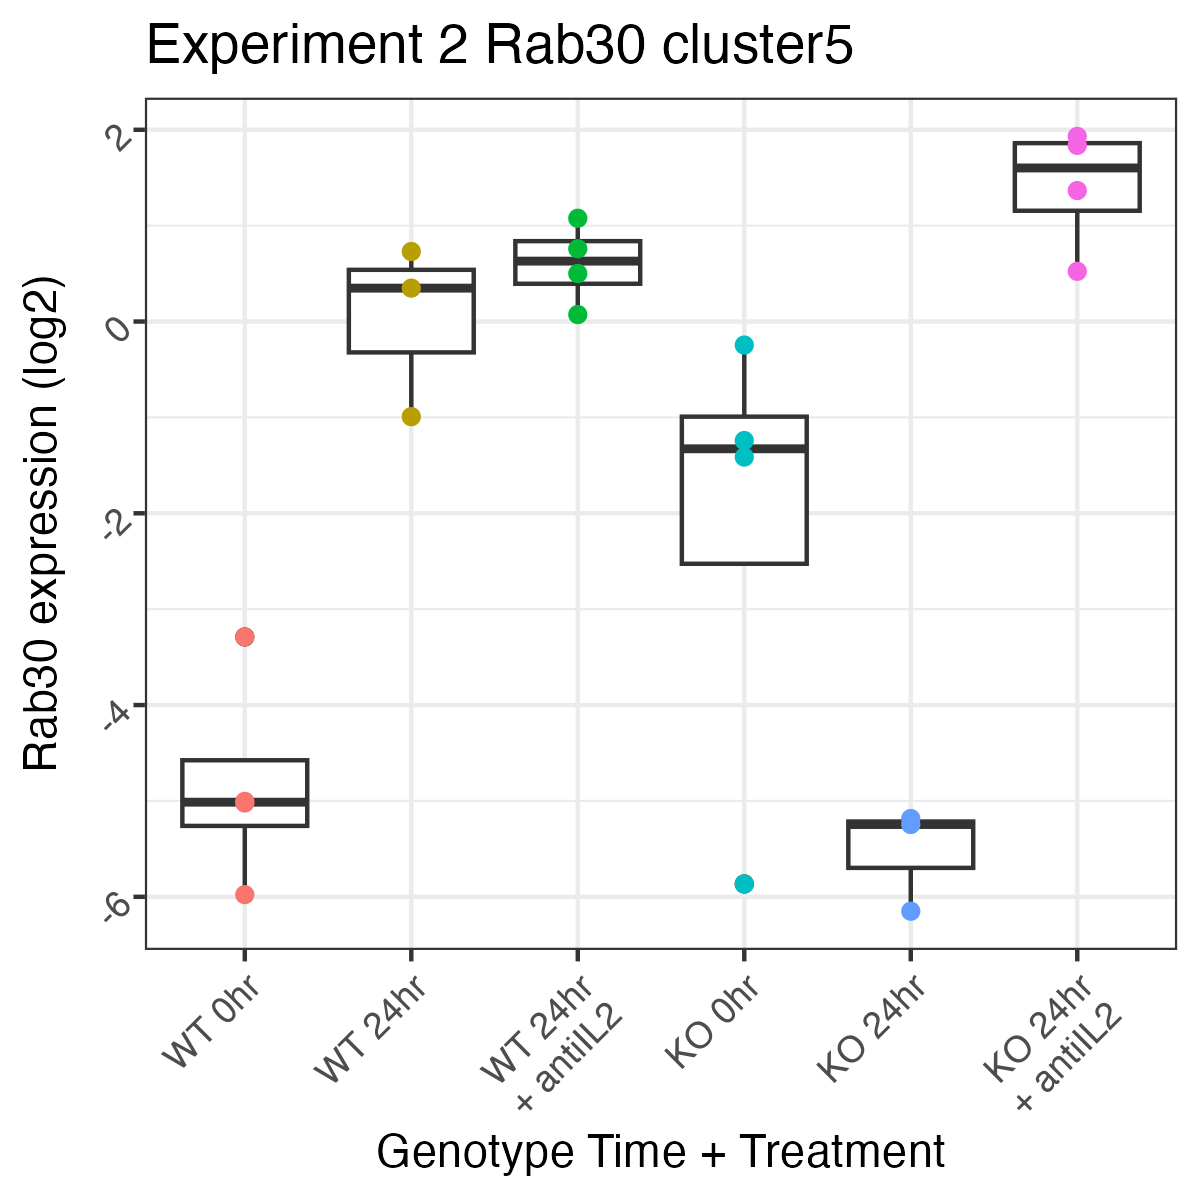 Experiment 2 Rab30 cluster5
Rab30 expression (log2)
2
0
-2
-4
-6
WT 0hr
WT 24hr
WT 24hr
+ antiIL2
KO 0hr
KO 24hr
KO 24hr
+ antiIL2
Genotype Time + Treatment